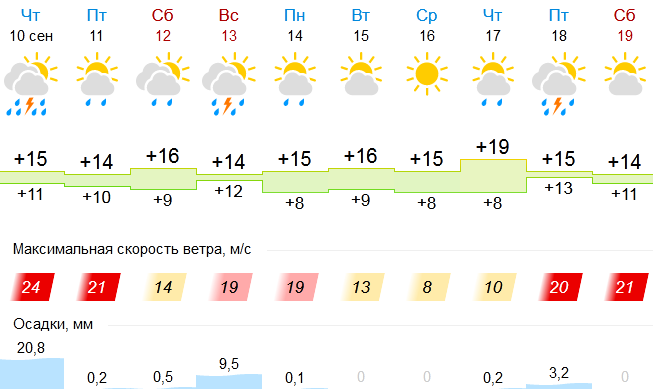 Чт Пт Сб Вс Пн Вт Ср Чт Пт Сб
10 сен 11 12 13 14 15 16 17 18 19
+15 +14 +16 +14 +15 +16 +15 +19 +15 +14
+11 +10 +9 +12 +8 +9 +8 +8 +13 +11
Максимальная скорость ветра, м/с
24 21 14 19 19 13 8 10 20 21
Осадки, мм
20,8 0,2 0,5 9,5 0,1 0 0 0,2 3,2 0